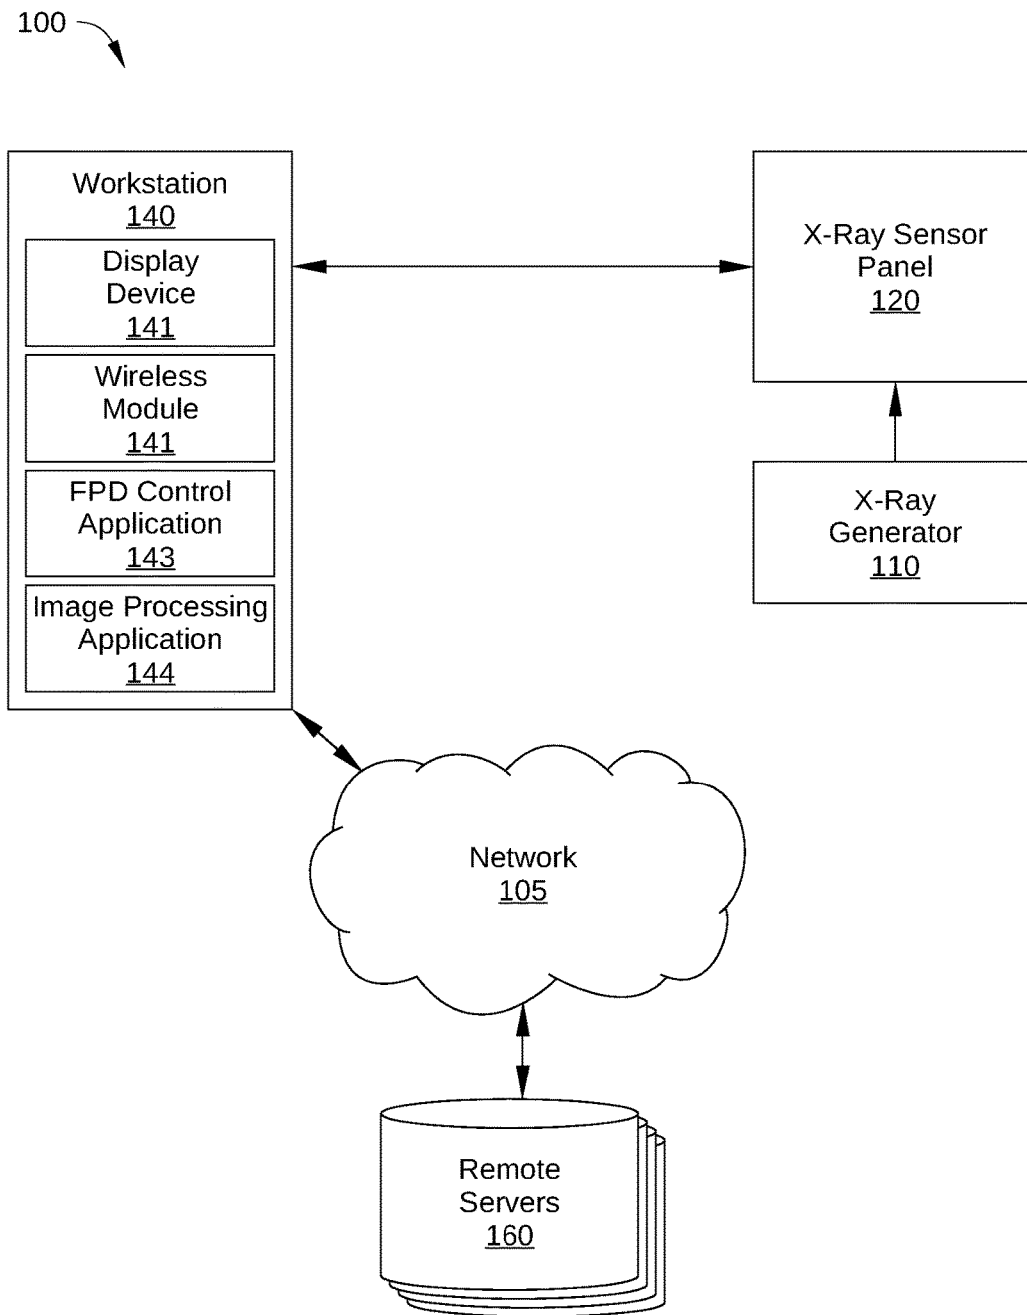 100
Workstation
140
Display
Device
141
Wireless
Module
141
FPD Control
Application
143
Image Processing
Application
144
X-Ray Sensor
Panel
120
X-Ray
Generator
110
Network
105
Remote
Servers
160